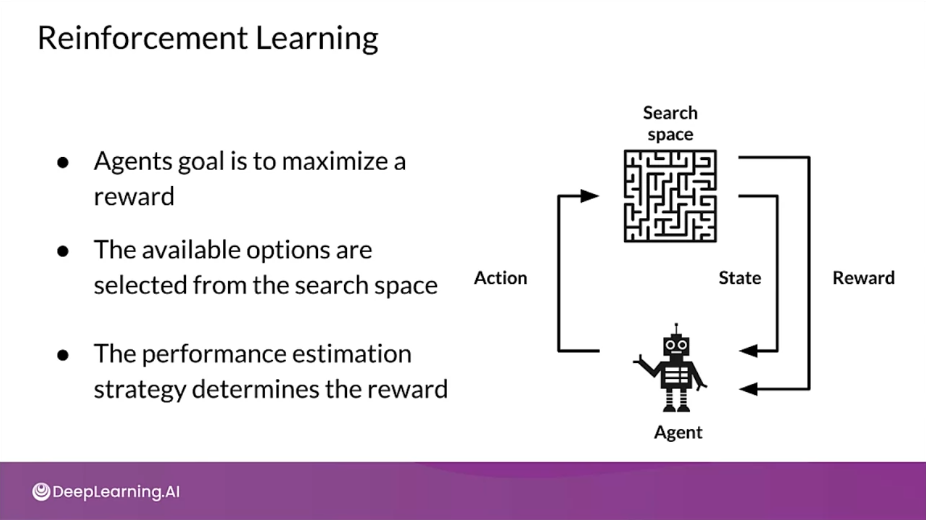 Reinforcement Learning
● Agents goal is to maximize a
reward
● The available options are
selected from the search space
● The performance estimation
strategy determines the reward
Search
space
Action
State
Reward
Agent
DeepLearning.AI